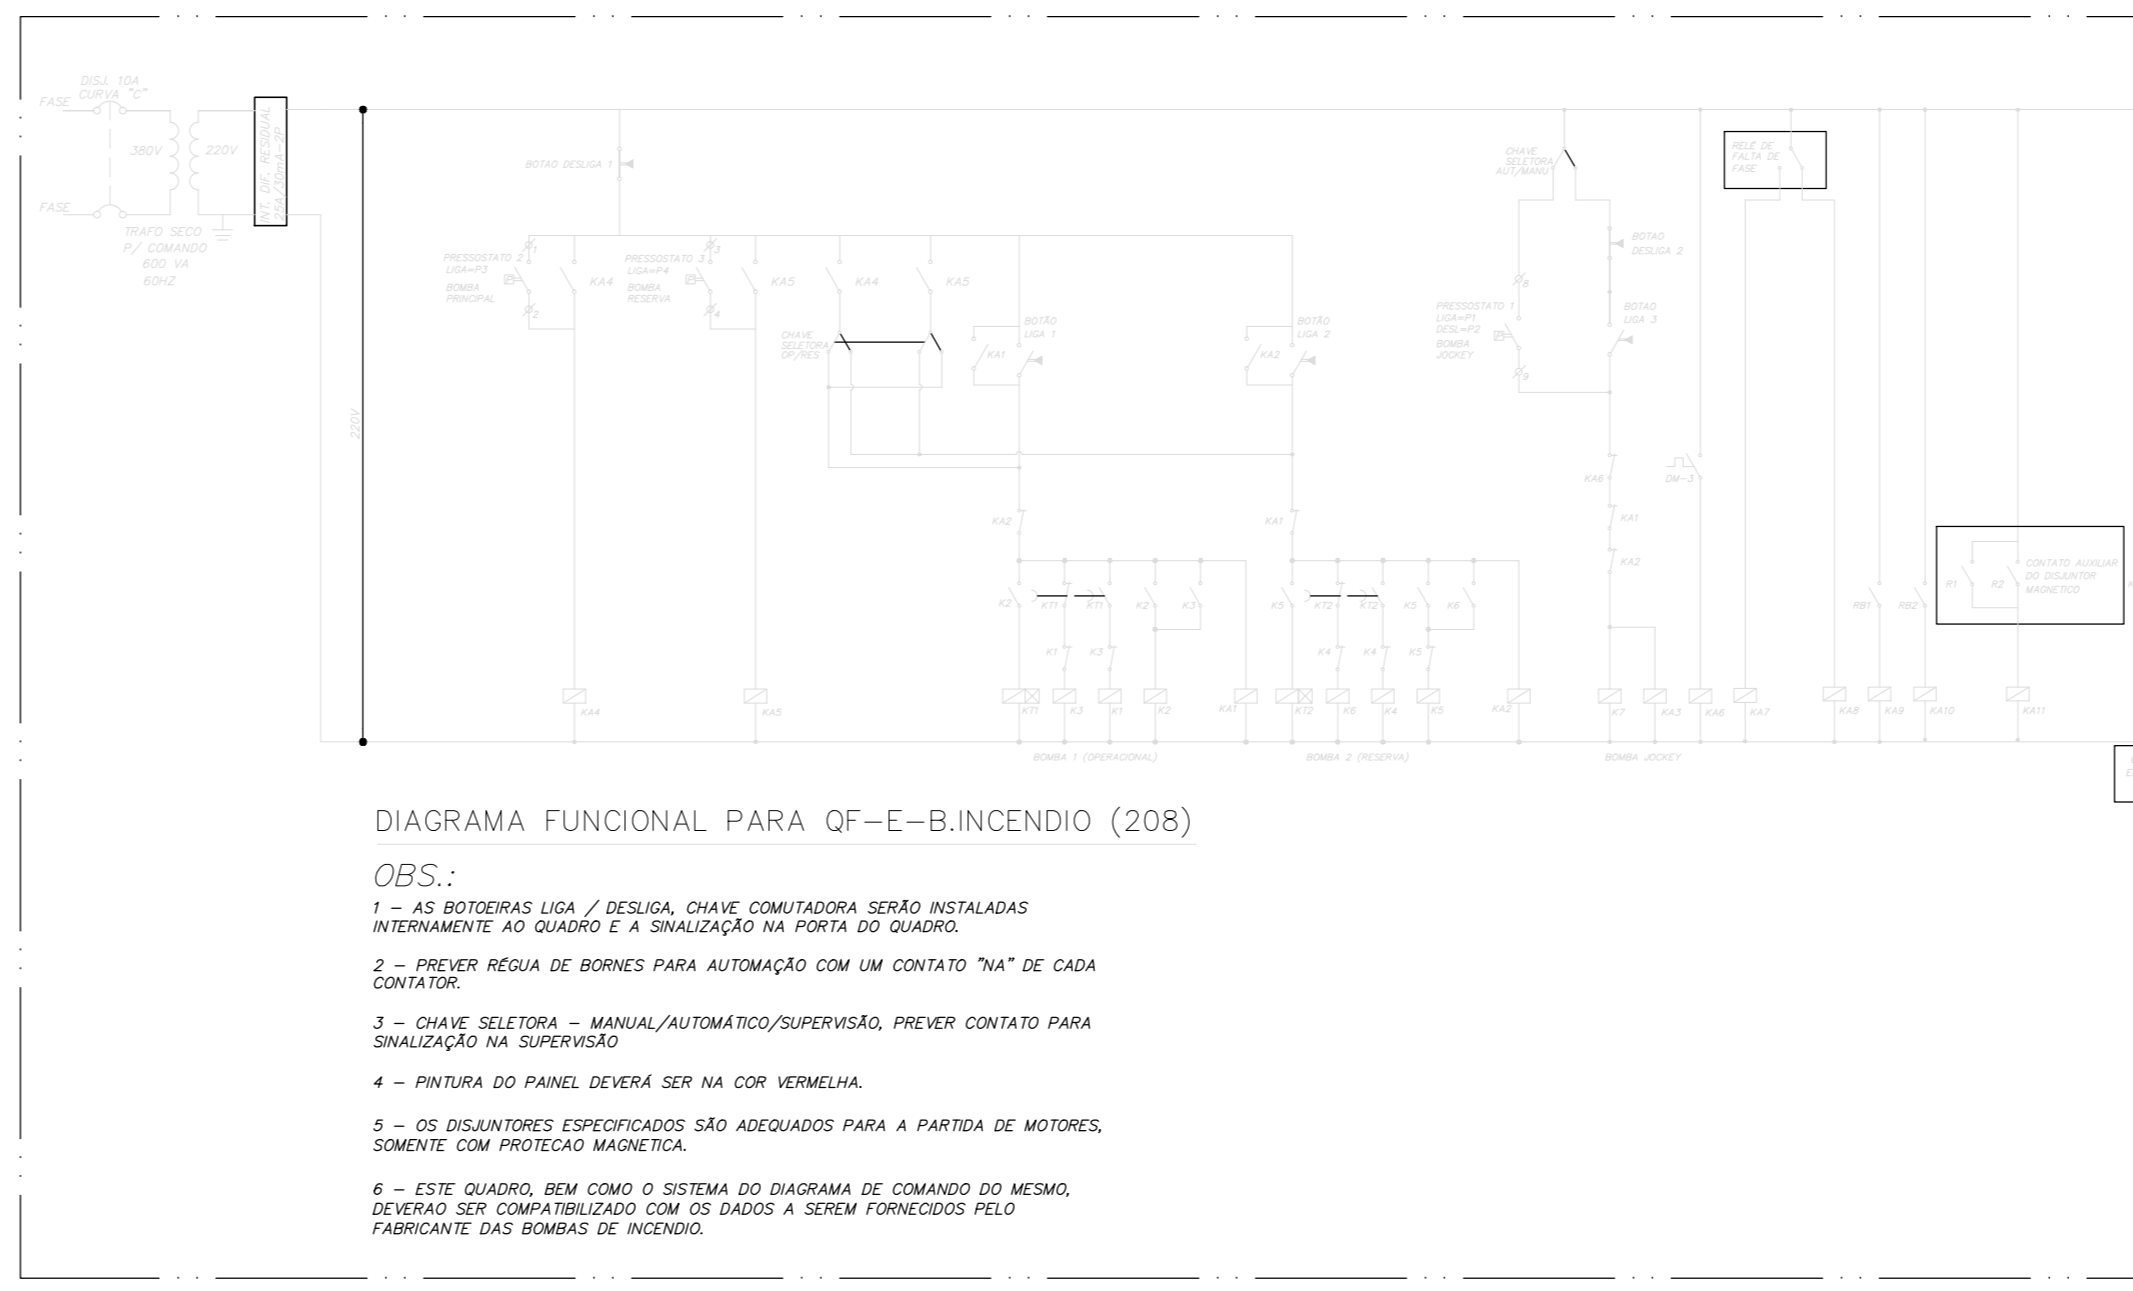 DISJ. 10A
CURVA "C"
FASE
380V
220V
INT. DIF. RESIDUAL
25A/30mA-2P
FASE
TRAFO SECO
P/ COMANDO
600 VA
60HZ
220V
BOTAO DESLIGA 1
PRESSOSTATO 2
LIGA=P3
BOMBA
PRINCIPAL
1
2
KA4
PRESSOSTATO 3
LIGA=P4
BOMBA
RESERVA
3
4
KA5
KA4
KA5
CHAVE
SELETORA
OP/RES
BOTÃO
LIGA 1
KA1
BOTÃO
LIGA 2
KA2
CHAVE
SELETORA
AUT/MANU
BOTAO
DESLIGA 2
8
PRESSOSTATO 1
LIGA=P1
DESL=P2
BOMBA
JOCKEY
9
BOTAO
LIGA 3
RELÉ DE
FALTA DE
FASE
KA6
DM-3
KA2
KA1
KA1
KA2
K2
KT1
KT1
K2
K3
K5
KT2
KT2
K5
K6
K1
K3
K4
K4
K5
RB1
RB2
R1
R2
CONTATO AUXILIAR
DO DISJUNTOR
MAGNETICO
KA4
KA5
KT1
K3
K1
K2
KA1
KT2
K6
K4
K5
KA2
K7
KA3
KA6
KA7
KA8
KA9
KA10
KA11
BOMBA 1 (OPERACIONAL)
BOMBA 2 (RESERVA)
BOMBA JOCKEY
DIAGRAMA FUNCIONAL PARA QF-E-B.INCENDIO (208)
OBS.:
1 - AS BOTOEIRAS LIGA / DESLIGA, CHAVE COMUTADORA SERÃO INSTALADAS
INTERNAMENTE AO QUADRO E A SINALIZAÇÃO NA PORTA DO QUADRO.
2 - PREVER RÉGUA DE BORNES PARA AUTOMAÇÃO COM UM CONTATO "NA" DE CADA
CONTATOR.
3 - CHAVE SELETORA - MANUAL/AUTOMÁTICO/SUPERVISÃO, PREVER CONTATO PARA
SINALIZAÇÃO NA SUPERVISÃO
4 - PINTURA DO PAINEL DEVERÁ SER NA COR VERMELHA.
5 - OS DISJUNTORES ESPECIFICADOS SÃO ADEQUADOS PARA A PARTIDA DE MOTORES,
SOMENTE COM PROTECAO MAGNETICA.
6 - ESTE QUADRO, BEM COMO O SISTEMA DO DIAGRAMA DE COMANDO DO MESMO,
DEVERAO SER COMPATIBILIZADO COM OS DADOS A SEREM FORNECIDOS PELO
FABRICANTE DAS BOMBAS DE INCENDIO.